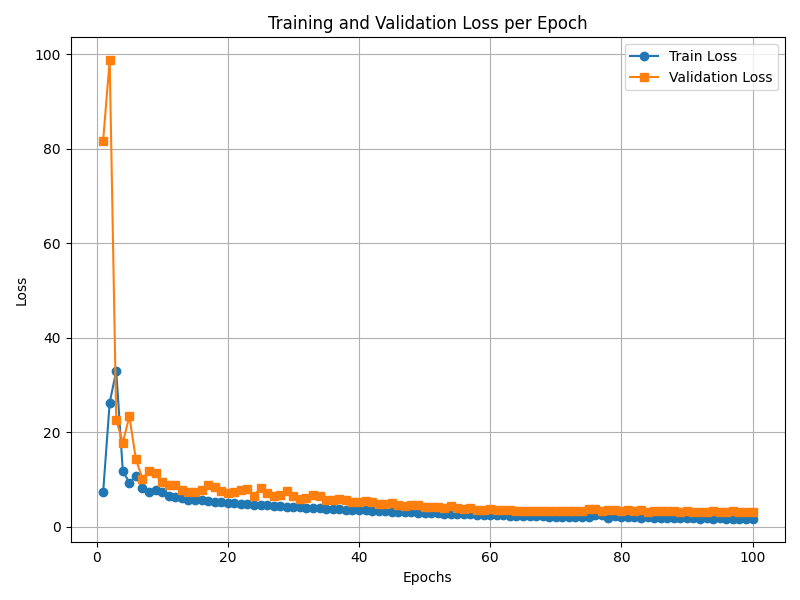 Training and Validation Loss per Epoch
Train Loss
Validation Loss
100
80
60
40
20
0
Loss
0
20
40
60
80
100
Epochs